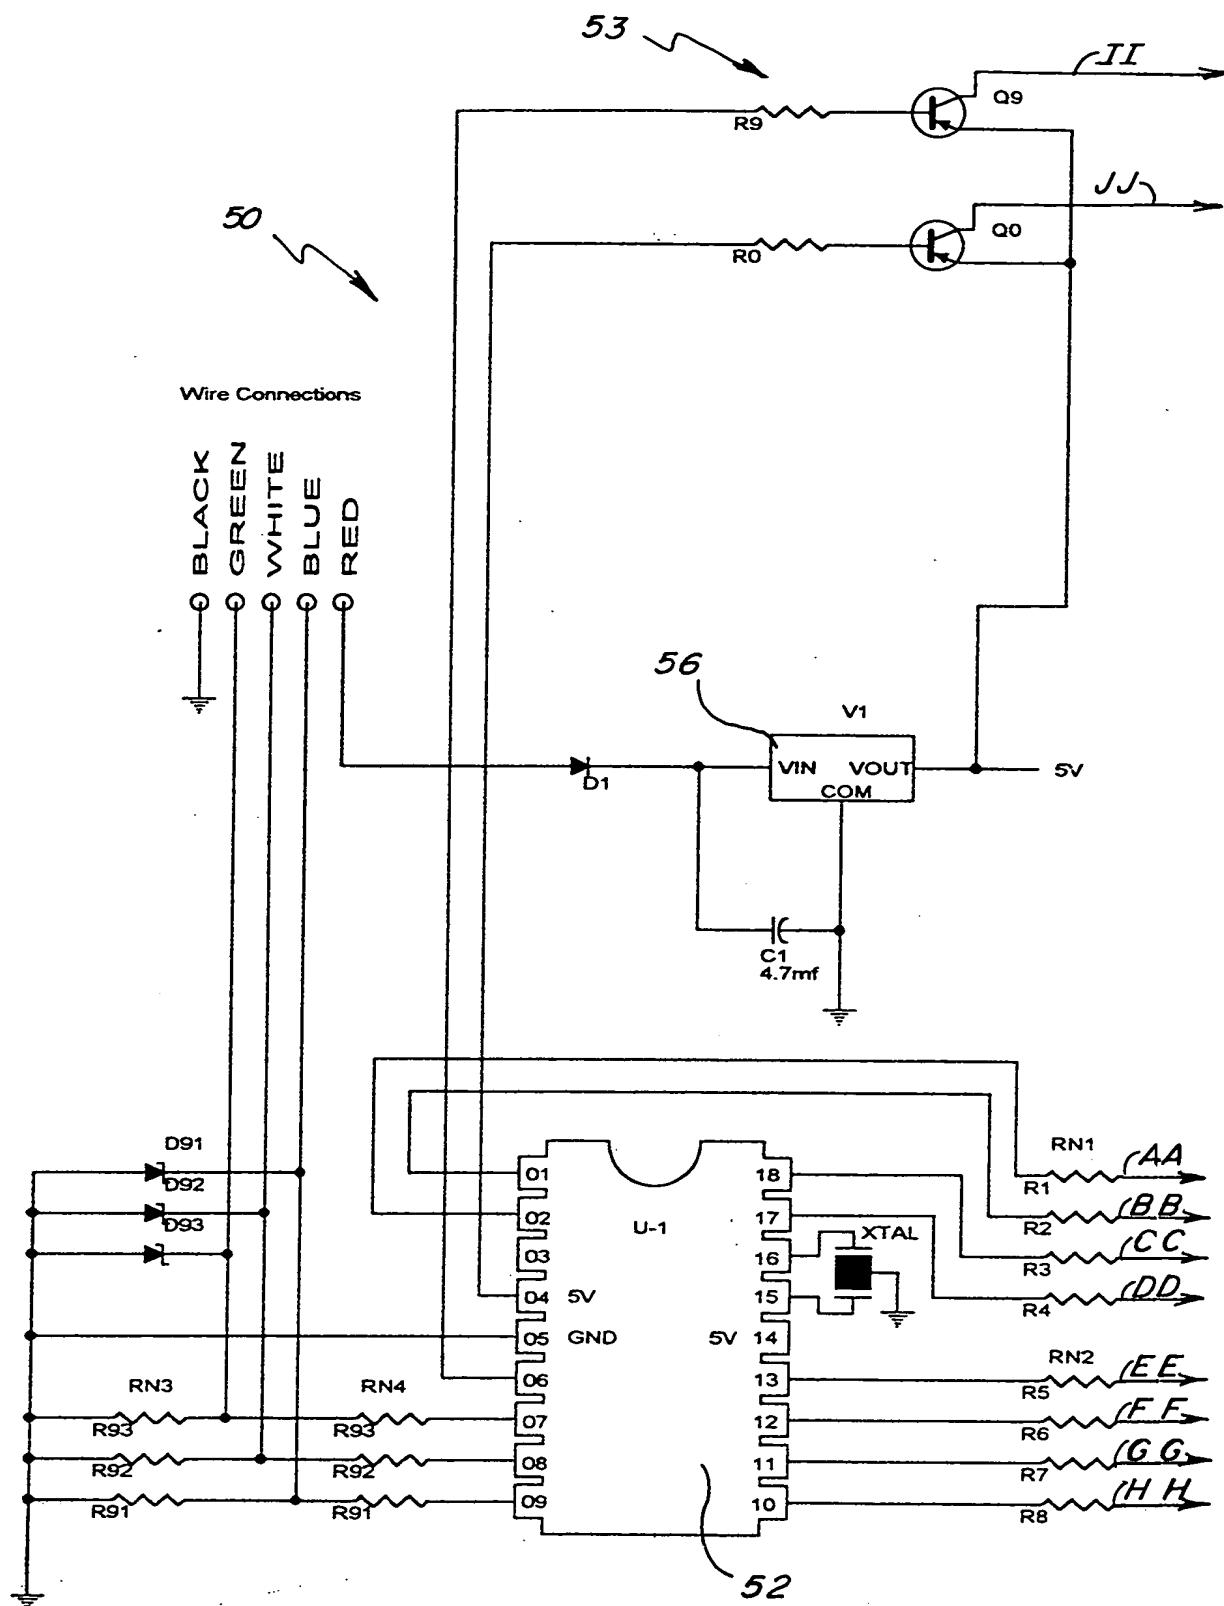 53
II
Q9
R9
JJ
50
Q0
R0
Wire Connections
BLACK
GREEN
WHITE
BLUE
RED
56
V1
VIN VOUT
COM
5V
D1
C1
4.7mf
D91
D92
D93
RN1
AA
R1
BB
R2
CC
R3
DD
R4
01
02
03
04
05
06
07
08
09
U-1
5V
GND
5V
18
17
16
15
14
13
12
11
10
XTAL
RN2
EE
R5
FF
R6
GG
R7
HH
R8
RN3
RN4
R93
R93
R92
R92
R91
R91
52